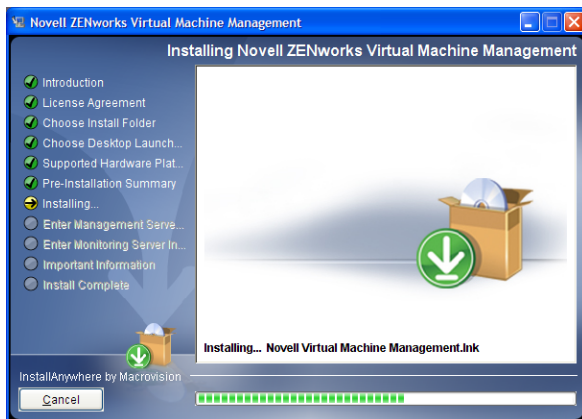 Novell ZENworks Virtual Machine Management
Installing Novell ZENworks Virtual Machine Management
Introduction
License Agreement
Choose Install Folder
Choose Desktop Launch...
Supported Hardware Plat...
Pre-Installation Summary
Installing...
Enter Management Serve...
Enter Monitoring Server In...
Important Information
Install Complete
Installing... Novell Virtual Machine Management.lnk
InstallAnywhere by Macrovision
Cancel